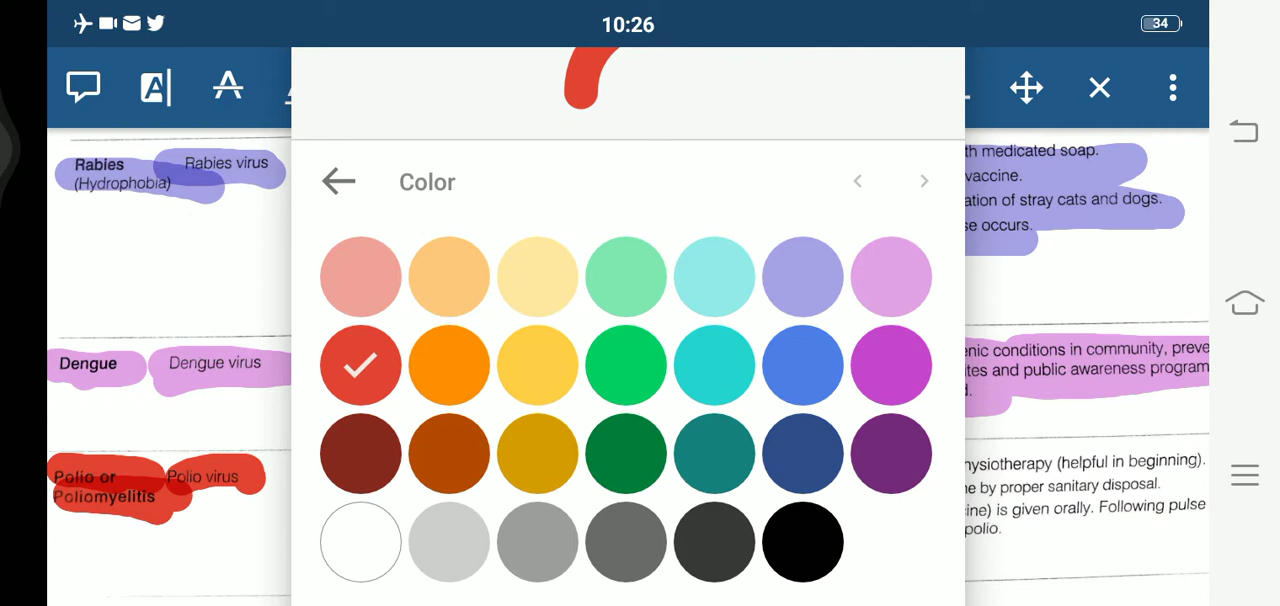 10:26
34
A
A
Color
Rabies
(Hydrophobia)
Rabies virus
th medicated soap.
vaccine.
ation of stray cats and dogs.
se occurs.
Dengue
Dengue virus
enic conditions in community, preve
ites and public awareness program
d.
Polio or
Poliomyelitis
Polio virus
hysiotherapy (helpful in beginning).
ne by proper sanitary disposal.
ine) is given orally. Following pulse
polio.